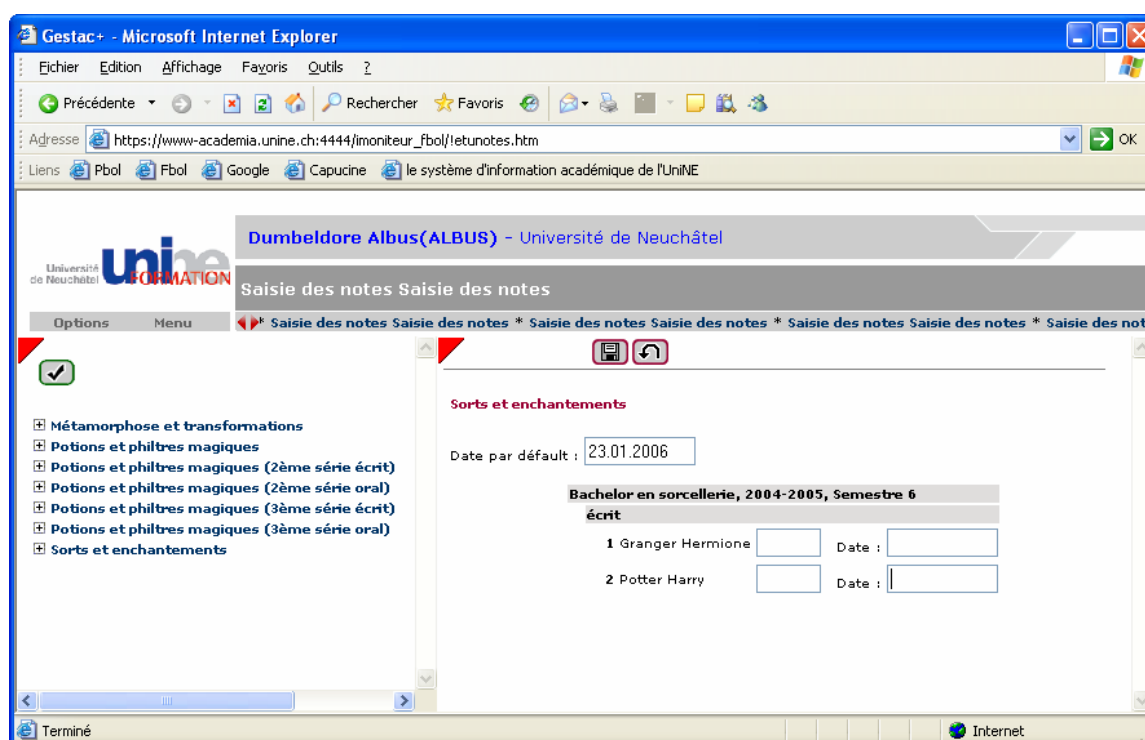 Gestac+ - Microsoft Internet Explorer
Fichier Edition Affichage Favoris Outils ?
Précédente Rechercher Favoris
Adresse https://www-academia.unine.ch:4444/imoniteur_fbol/!etunotes.htm OK
Liens Pbol Fbol Google Capucine le système d'information académique de l'UniNE
Dumbeldore Albus(ALBUS) - Université de Neuchâtel
Université de Neuchâtel unine FORMATION
Saisie des notes Saisie des notes
Options Menu * Saisie des notes Saisie des notes * Saisie des notes Saisie des notes * Saisie des notes Saisie des notes * Saisie des not
Métamorphose et transformations
Potions et philtres magiques
Potions et philtres magiques (2ème série écrit)
Potions et philtres magiques (2ème série oral)
Potions et philtres magiques (3ème série écrit)
Potions et philtres magiques (3ème série oral)
Sorts et enchantements
Sorts et enchantements
Date par défault : 23.01.2006
Bachelor en sorcellerie, 2004-2005, Semestre 6
écrit
1 Granger Hermione Date :
2 Potter Harry Date :
Terminé Internet